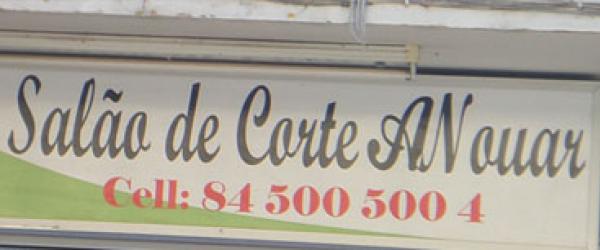 Salão de Corte ANouar
Cell: 84 500 500 4